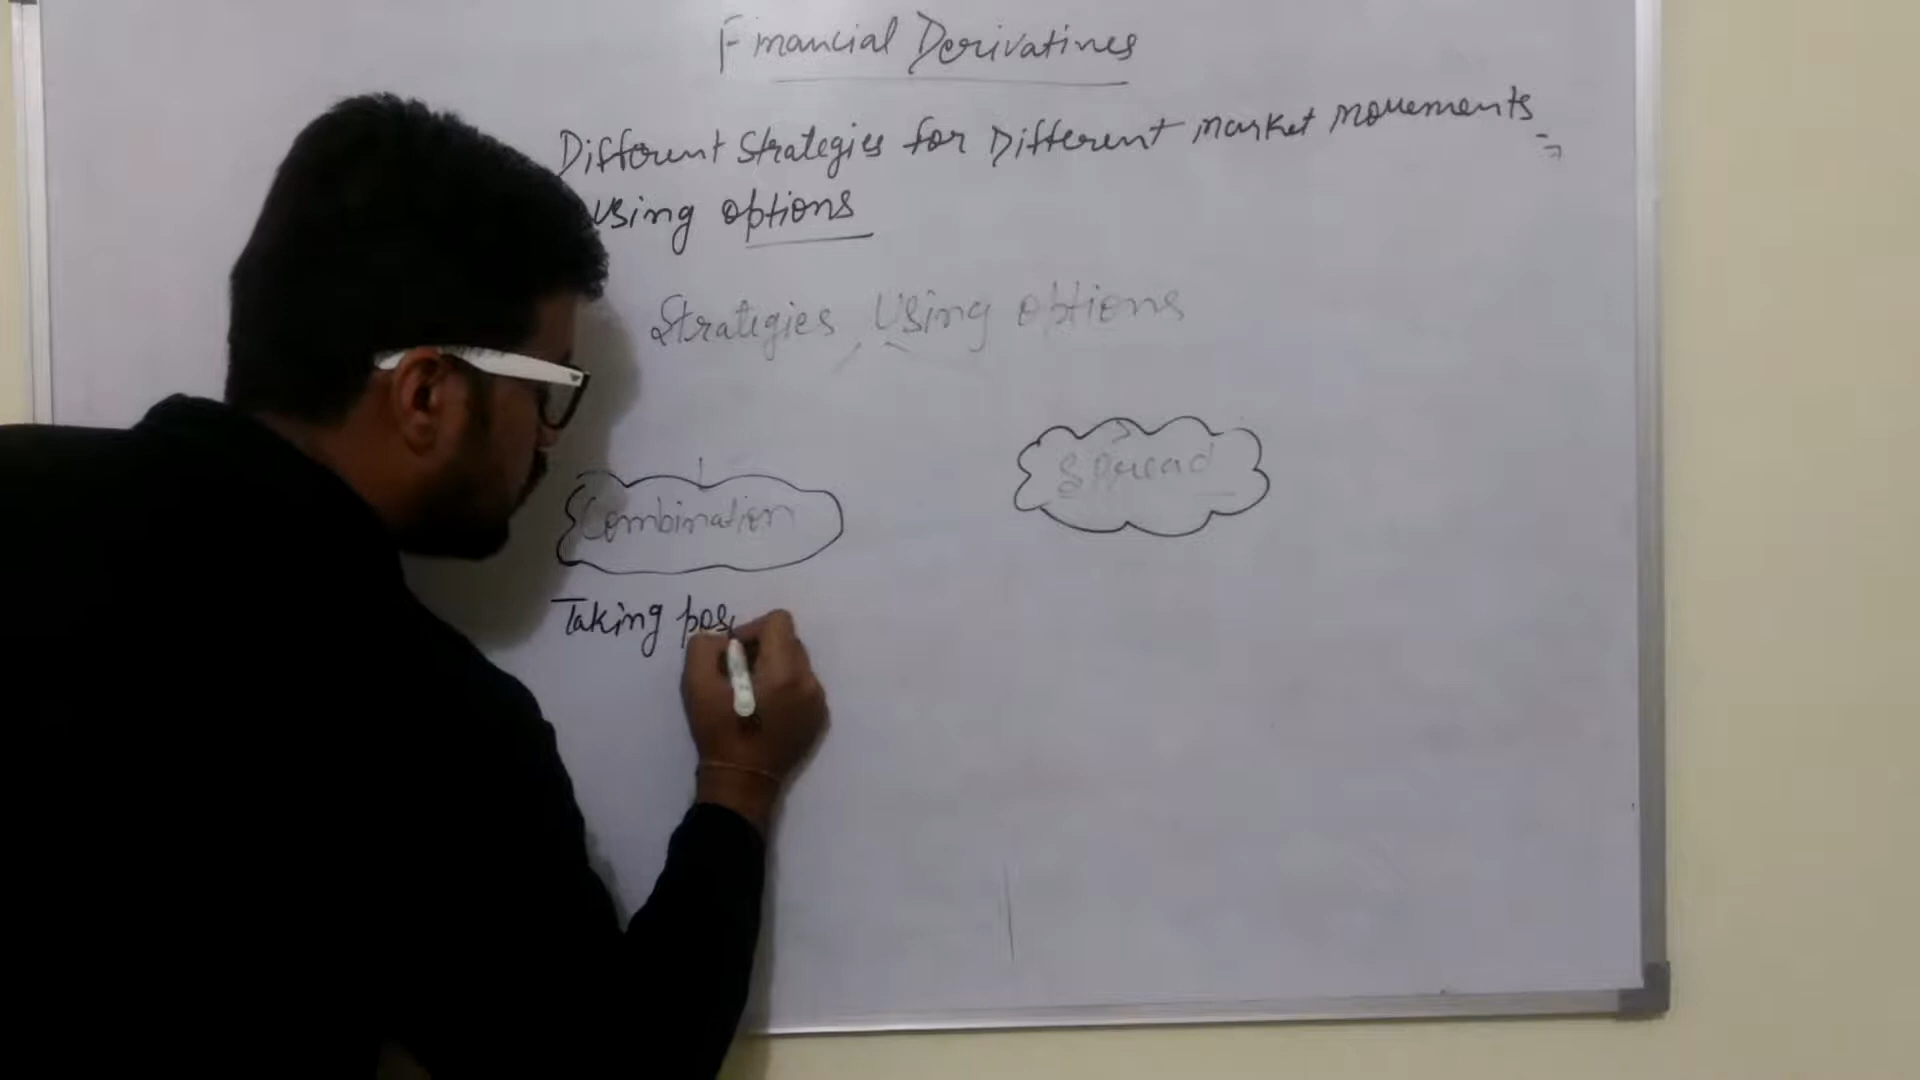 Financial Derivatives
Different Strategies for Different market movements
using options
Strategies Using options
Spread
Combination
Taking pos